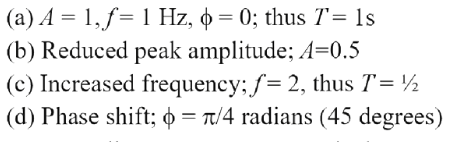 (a) A = 1, f = 1 Hz, ϕ = 0; thus T = 1s
(b) Reduced peak amplitude; A=0.5
(c) Increased frequency; f = 2, thus T = ½
(d) Phase shift; ϕ = π/4 radians (45 degrees)